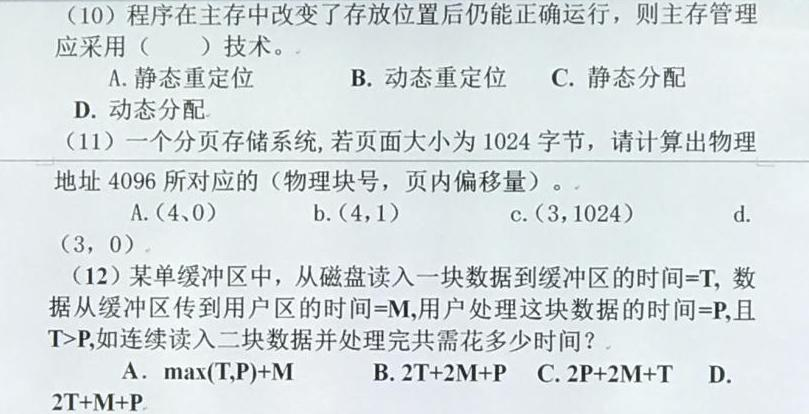 （10）程序在主存中改变了存放位置后仍能正确运行，则主存管理
应采用（　　）技术。
A. 静态重定位　　B. 动态重定位　　C. 静态分配
D. 动态分配
（11）一个分页存储系统,若页面大小为 1024 字节，请计算出物理
地址 4096 所对应的（物理块号，页内偏移量）。
A.（4、0）　　b.（4,1）　　c.（3,1024）　　d.
（3，0）
（12）某单缓冲区中，从磁盘读入一块数据到缓冲区的时间=T, 数
据从缓冲区传到用户区的时间=M,用户处理这块数据的时间=P,且
T>P,如连续读入二块数据并处理完共需花多少时间？
A．max(T,P)+M　　B. 2T+2M+P　　C. 2P+2M+T　　D.
2T+M+P